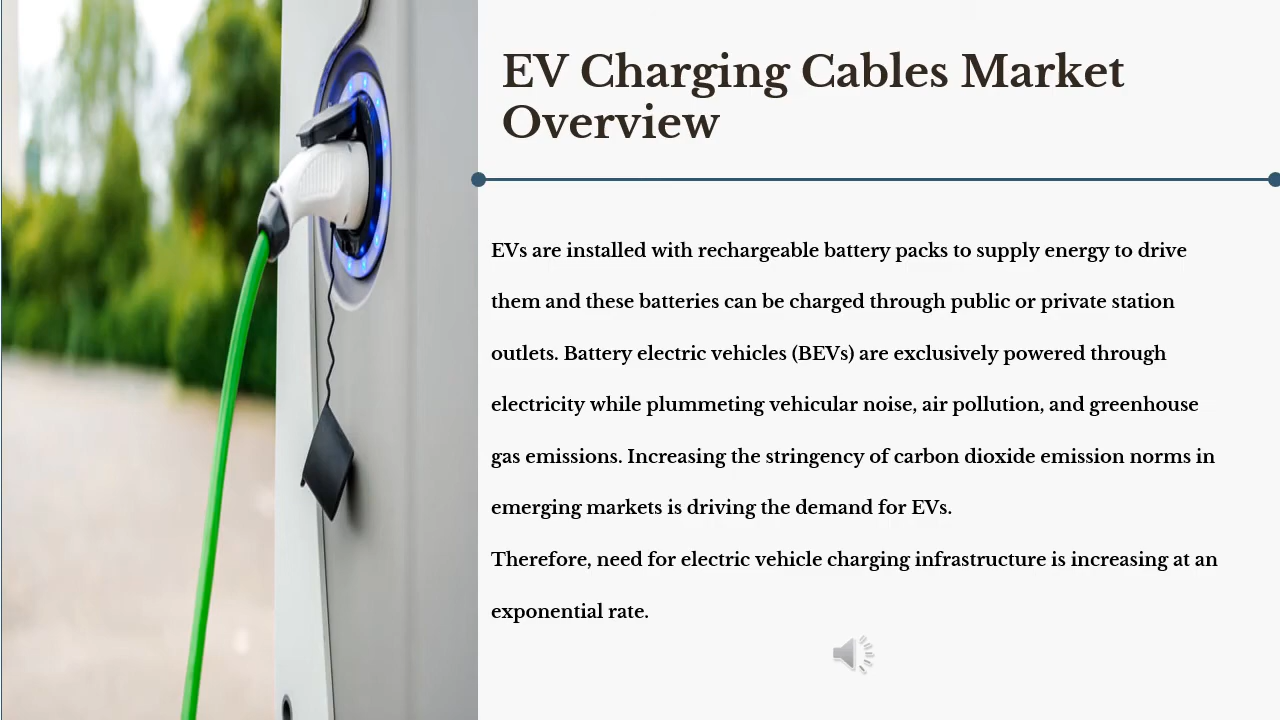 EV Charging Cables Market
Overview
EVs are installed with rechargeable battery packs to supply energy to drive
them and these batteries can be charged through public or private station
outlets. Battery electric vehicles (BEVs) are exclusively powered through
electricity while plummeting vehicular noise, air pollution, and greenhouse
gas emissions. Increasing the stringency of carbon dioxide emission norms in
emerging markets is driving the demand for EVs.
Therefore, need for electric vehicle charging infrastructure is increasing at an
exponential rate.